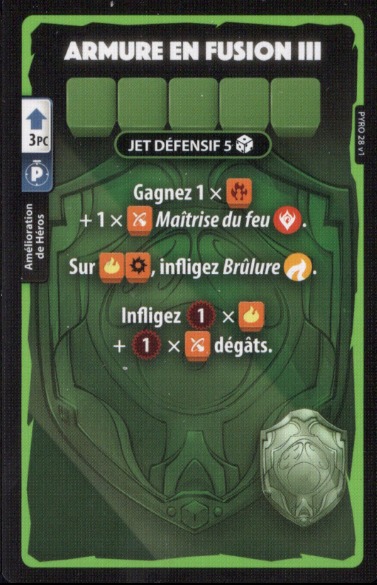 ARMURE EN FUSION III
3PC
P
Amélioration
de Héros
PYRO 28 v1
JET DÉFENSIF 5
Gagnez 1 ×
+ 1 × Maîtrise du feu .
Sur , infligez Brûlure .
Infligez 1 ×
+ 1 × dégâts.